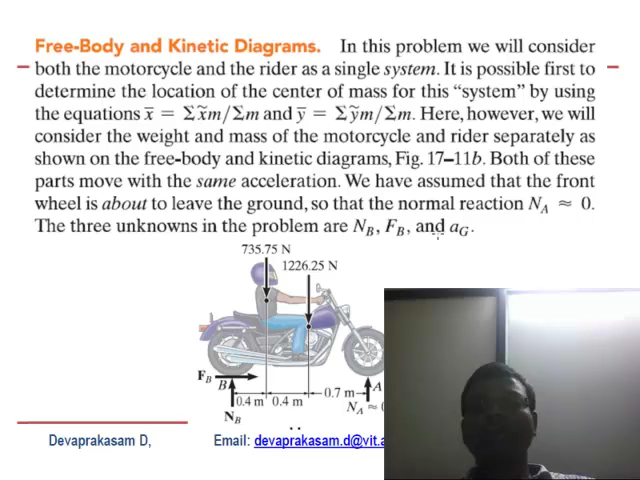 Free-Body and Kinetic Diagrams. In this problem we will consider
both the motorcycle and the rider as a single system. It is possible first to
determine the location of the center of mass for this “system” by using
the equations x̄ = Σx̃m/Σm and ȳ = Σỹm/Σm. Here, however, we will
consider the weight and mass of the motorcycle and rider separately as
shown on the free-body and kinetic diagrams, Fig. 17–11b. Both of these
parts move with the same acceleration. We have assumed that the front
wheel is about to leave the ground, so that the normal reaction N_A ≈ 0.
The three unknowns in the problem are N_B, F_B, and a_G.
735.75 N
1226.25 N
F_B
B
A
0.4 m 0.4 m
0.7 m
N_B
N_A ≈ 0
Devaprakasam D, Email: devaprakasam.d@vit.a